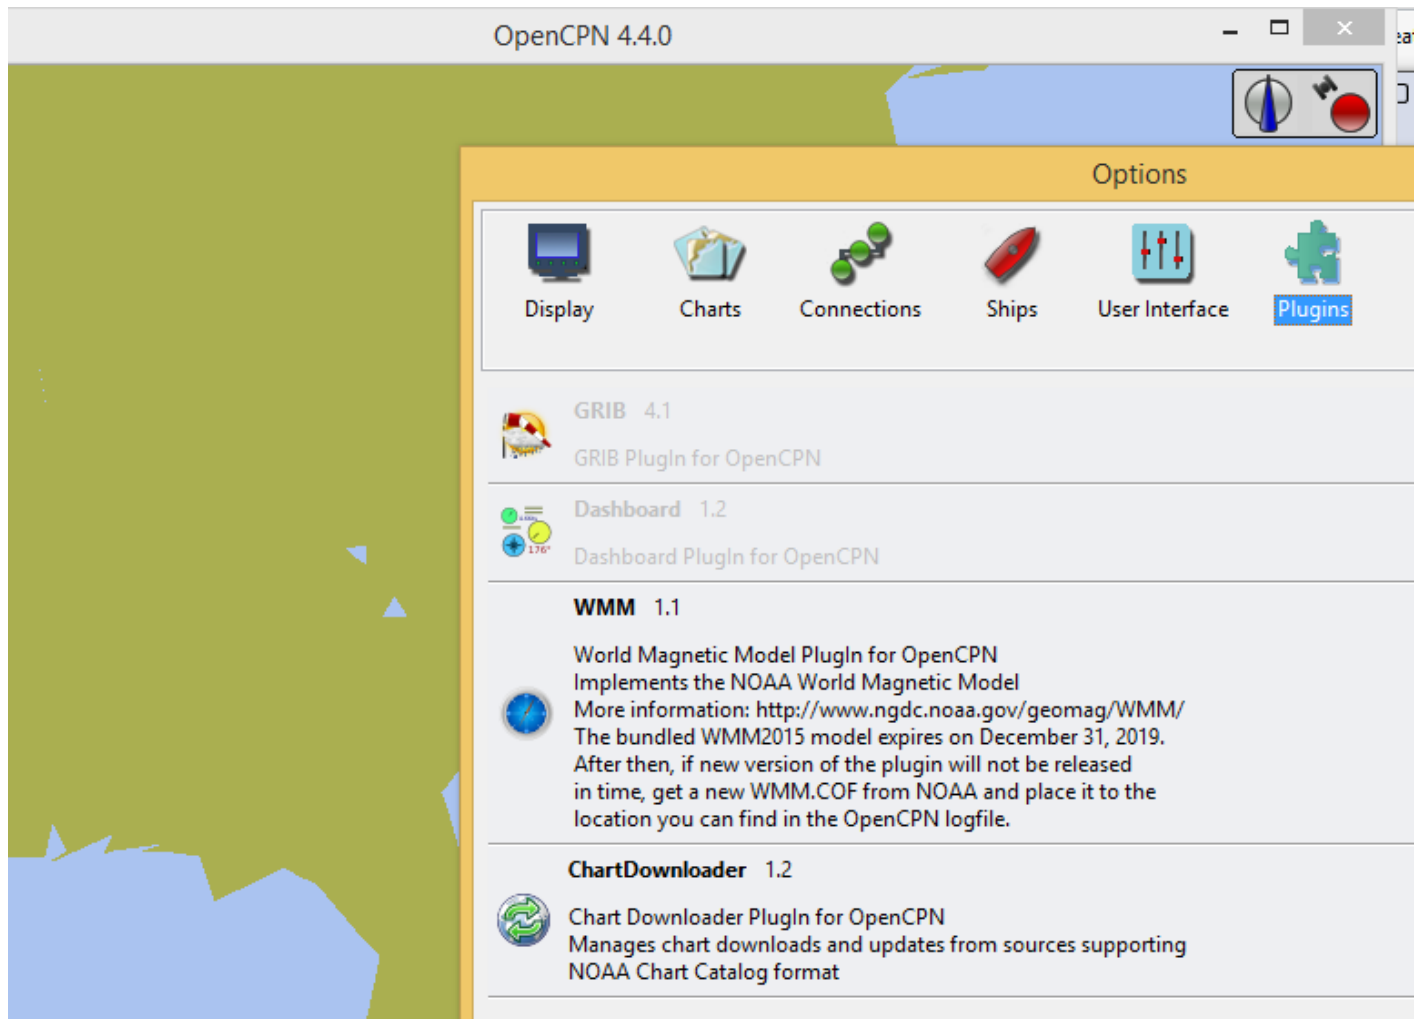 OpenCPN 4.4.0
Options
Display Charts Connections Ships User Interface Plugins
GRIB 4.1
GRIB PlugIn for OpenCPN
Dashboard 1.2
176°
Dashboard PlugIn for OpenCPN
WMM 1.1
World Magnetic Model PlugIn for OpenCPN
Implements the NOAA World Magnetic Model
More information: http://www.ngdc.noaa.gov/geomag/WMM/
The bundled WMM2015 model expires on December 31, 2019.
After then, if new version of the plugin will not be released
in time, get a new WMM.COF from NOAA and place it to the
location you can find in the OpenCPN logfile.
ChartDownloader 1.2
Chart Downloader PlugIn for OpenCPN
Manages chart downloads and updates from sources supporting
NOAA Chart Catalog format